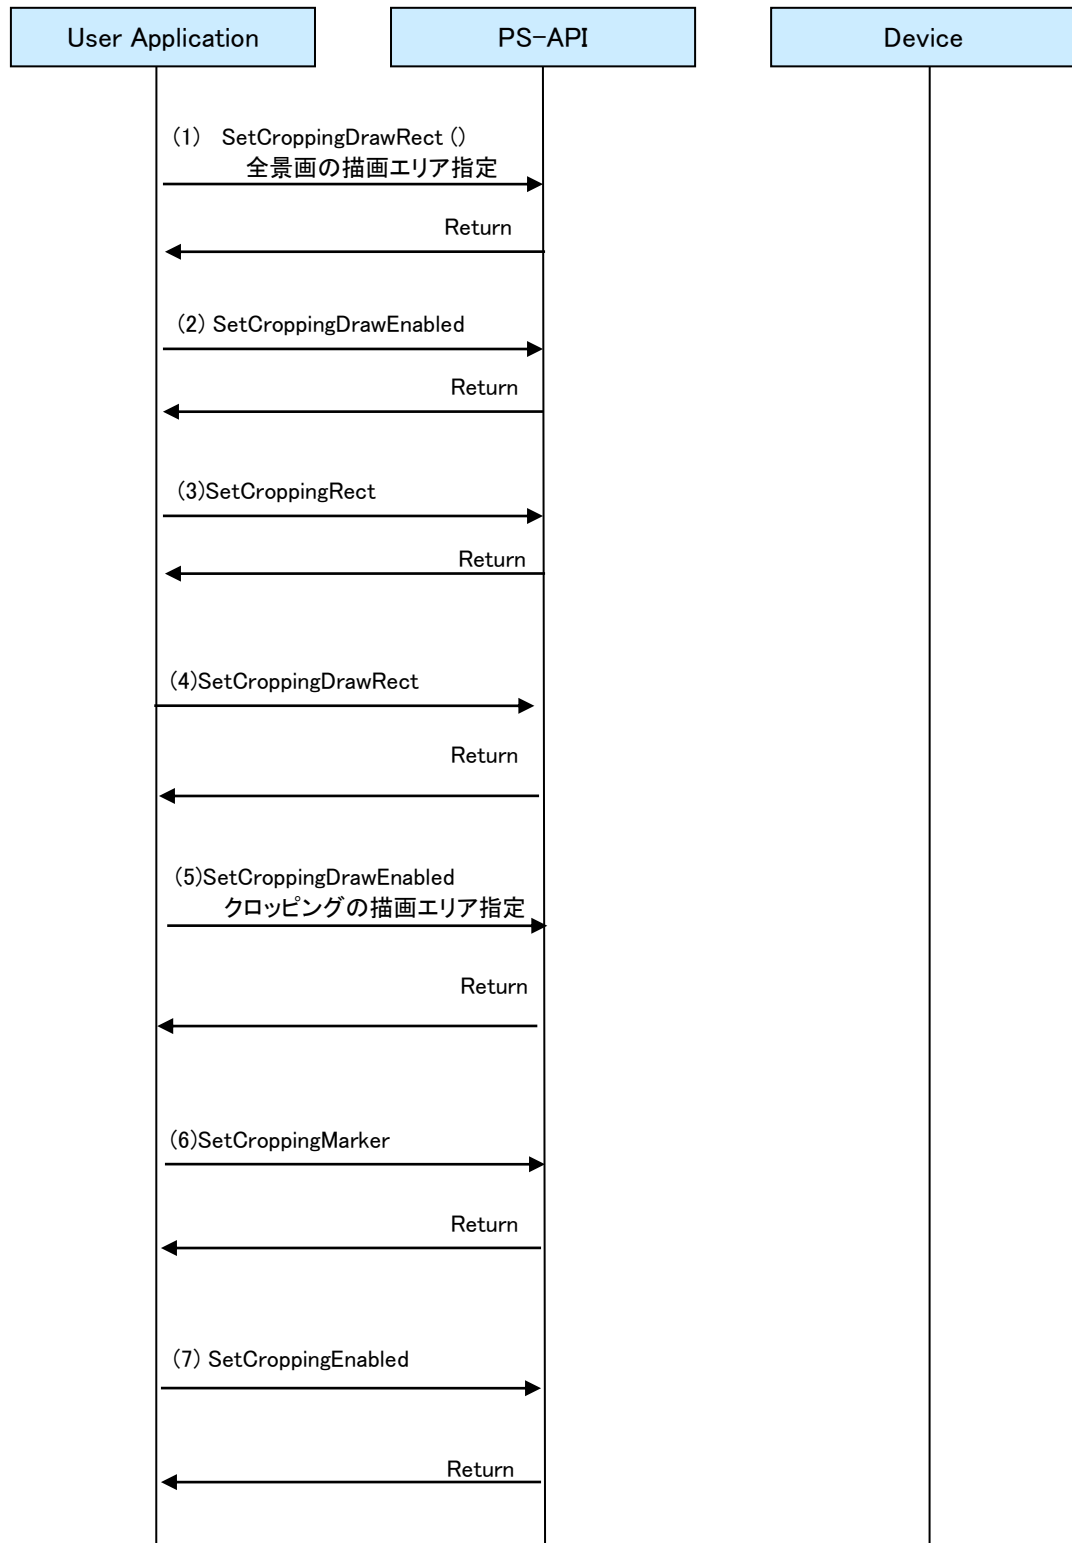 User Application
PS-API
Device
(1) SetCroppingDrawRect ()
全景画の描画エリア指定
Return
(2) SetCroppingDrawEnabled
Return
(3)SetCroppingRect
Return
(4)SetCroppingDrawRect
Return
(5)SetCroppingDrawEnabled
クロッピングの描画エリア指定
Return
(6)SetCroppingMarker
Return
(7) SetCroppingEnabled
Return